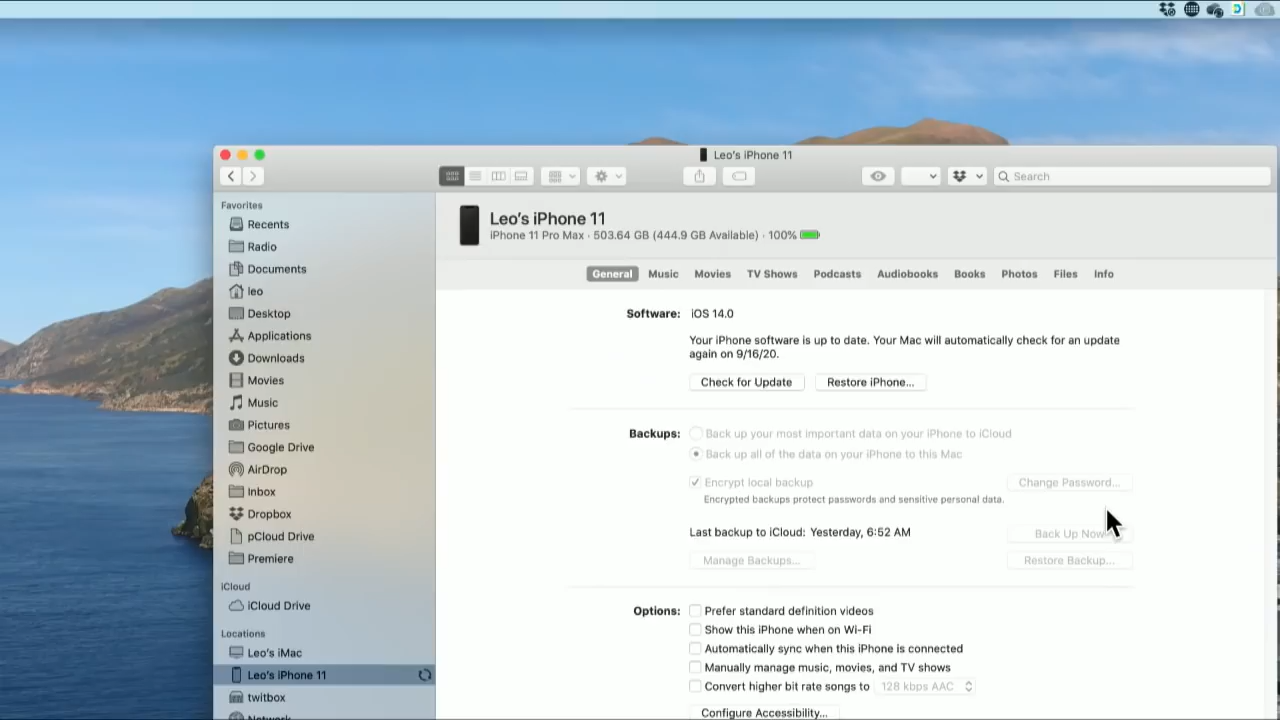 Leo's iPhone 11
Search
Favorites
Recents
Radio
Documents
leo
Desktop
Applications
Downloads
Movies
Music
Pictures
Google Drive
AirDrop
Inbox
Dropbox
pCloud Drive
Premiere
iCloud
iCloud Drive
Locations
Leo's iMac
Leo's iPhone 11
twitbox
Network
Leo's iPhone 11
iPhone 11 Pro Max · 503.64 GB (444.9 GB Available) · 100%
General Music Movies TV Shows Podcasts Audiobooks Books Photos Files Info
Software: iOS 14.0
Your iPhone software is up to date. Your Mac will automatically check for an update
again on 9/16/20.
Check for Update Restore iPhone...
Backups: Back up your most important data on your iPhone to iCloud
Back up all of the data on your iPhone to this Mac
Encrypt local backup Change Password...
Encrypted backups protect passwords and sensitive personal data.
Last backup to iCloud: Yesterday, 6:52 AM Back Up Now
Manage Backups... Restore Backup...
Options: Prefer standard definition videos
Show this iPhone when on Wi-Fi
Automatically sync when this iPhone is connected
Manually manage music, movies, and TV shows
Convert higher bit rate songs to 128 kbps AAC
Configure Accessibility...